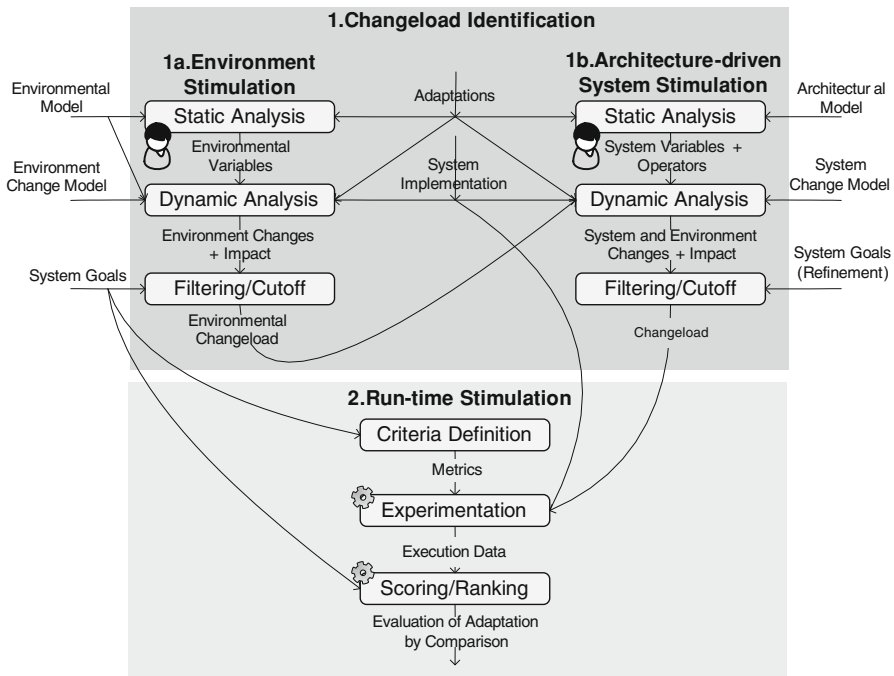 1.Changeload Identification
1a.Environment
Stimulation
1b.Architecture-driven
System Stimulation
Environmental
Model
Adaptations
Architectur al
Model
Static Analysis
Static Analysis
Environmental
Variables
System Variables +
Operators
Environment
Change Model
System
Implementation
System
Change Model
Dynamic Analysis
Dynamic Analysis
Environment Changes
+ Impact
System and Environment
Changes + Impact
System Goals
System Goals
(Refinement)
Filtering/Cutoff
Filtering/Cutoff
Environmental
Changeload
Changeload
2.Run-time Stimulation
Criteria Definition
Metrics
Experimentation
Execution Data
Scoring/Ranking
Evaluation of Adaptation
by Comparison